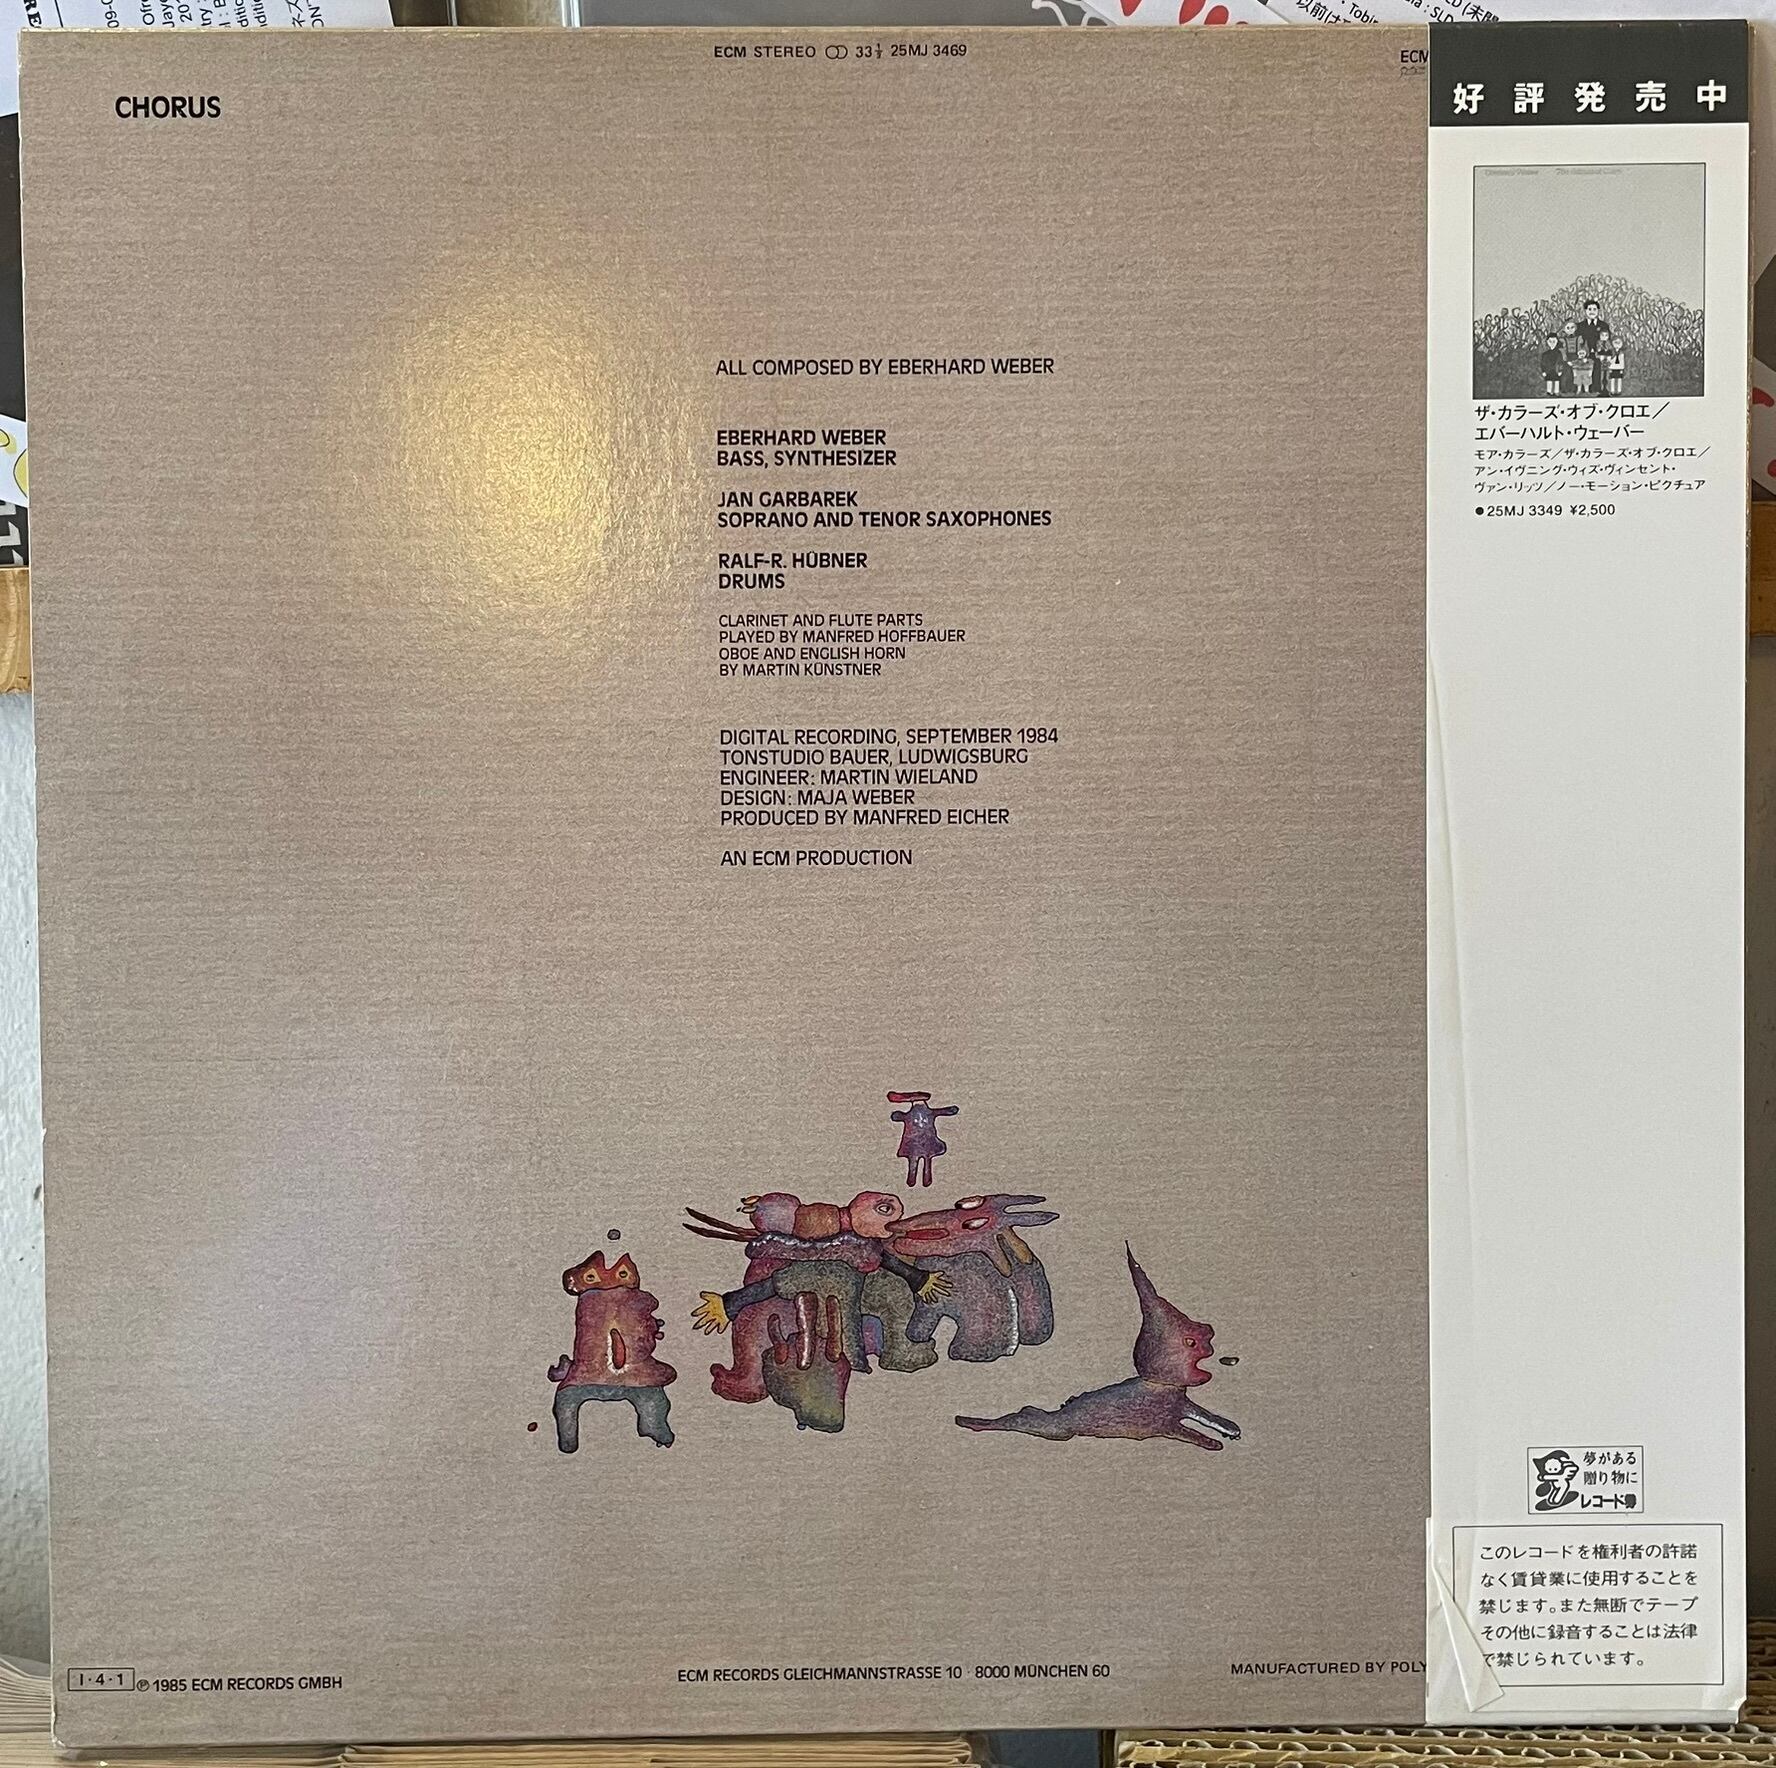 ECM STEREO 33⅓ 25MJ 3469
ECM
CHORUS
ALL COMPOSED BY EBERHARD WEBER
EBERHARD WEBER
BASS, SYNTHESIZER
JAN GARBAREK
SOPRANO AND TENOR SAXOPHONES
RALF-R. HÜBNER
DRUMS
CLARINET AND FLUTE PARTS
PLAYED BY MANFRED HOFFBAUER
OBOE AND ENGLISH HORN
BY MARTIN KÜNSTNER
DIGITAL RECORDING, SEPTEMBER 1984
TONSTUDIO BAUER, LUDWIGSBURG
ENGINEER: MARTIN WIELAND
DESIGN: MAJA WEBER
PRODUCED BY MANFRED EICHER
AN ECM PRODUCTION
I·4·1
℗ 1985 ECM RECORDS GMBH
ECM RECORDS GLEICHMANNSTRASSE 10 · 8000 MÜNCHEN 60
MANUFACTURED BY POLY
好評発売中
ザ・カラーズ・オブ・クロエ／
エバーハルト・ウェーバー
モア・カラーズ／ザ・カラーズ・オブ・クロエ／
アン・イヴニング・ウィズ・ヴィンセント・
ヴァン・リッツ／ノー・モーション・ピクチュア
●25MJ 3349 ¥2,500
夢がある
贈り物に
レコード券
このレコードを権利者の許諾
なく賃貸業に使用することを
禁じます。また無断でテープ
その他に録音することは法律
で禁じられています。